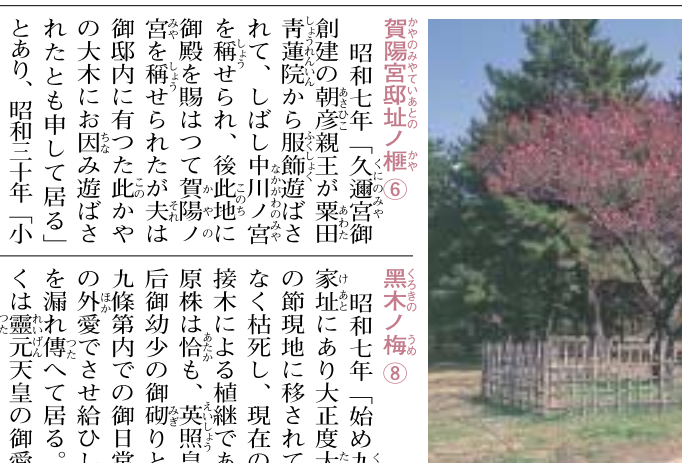 賀陽宮邸址ノ榧⑥
昭和七年「久邇宮御
創建の朝彦親王が粟田
靑蓮院から服飾遊ばさ
れて、しばし中川ノ宮
を稱せられ、後此地に
御殿を賜はつて賀陽ノ
宮を稱せられたが夫は
御邸内に有つた此かや
の大木にお因み遊ばさ
れたとも申して居る」
とあり、昭和三十年「小
黑木ノ梅⑧
昭和七年「始め九
家址にあり大正度大
の節現地に移されて
なく枯死し、現在の
接木による植継であ
原株は恰も、英照皇
后御幼少の御砌りと
九條第内での御日常
の外愛でさせ給ひし
を漏れ傳へて居る。
くは靈元天皇の御愛